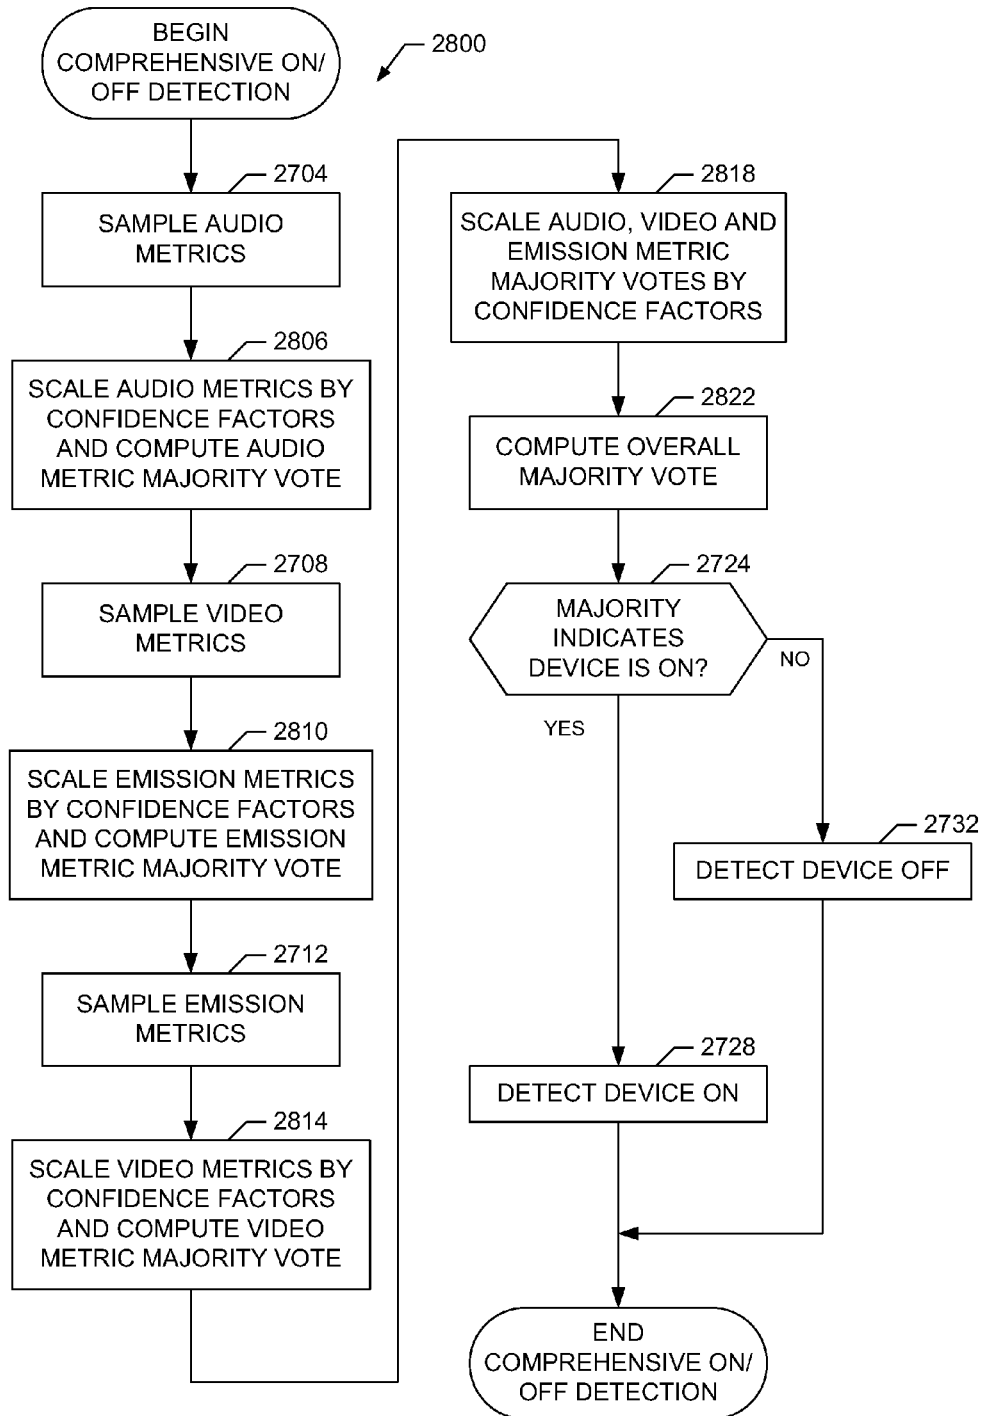 BEGIN
COMPREHENSIVE ON/
OFF DETECTION
2800
2704
SAMPLE AUDIO
METRICS
2806
SCALE AUDIO METRICS BY
CONFIDENCE FACTORS
AND COMPUTE AUDIO
METRIC MAJORITY VOTE
2708
SAMPLE VIDEO
METRICS
2810
SCALE EMISSION METRICS
BY CONFIDENCE FACTORS
AND COMPUTE EMISSION
METRIC MAJORITY VOTE
2712
SAMPLE EMISSION
METRICS
2814
SCALE VIDEO METRICS BY
CONFIDENCE FACTORS
AND COMPUTE VIDEO
METRIC MAJORITY VOTE
2818
SCALE AUDIO, VIDEO AND
EMISSION METRIC
MAJORITY VOTES BY
CONFIDENCE FACTORS
2822
COMPUTE OVERALL
MAJORITY VOTE
2724
MAJORITY
INDICATES
DEVICE IS ON?
NO
YES
2732
DETECT DEVICE OFF
2728
DETECT DEVICE ON
END
COMPREHENSIVE ON/
OFF DETECTION